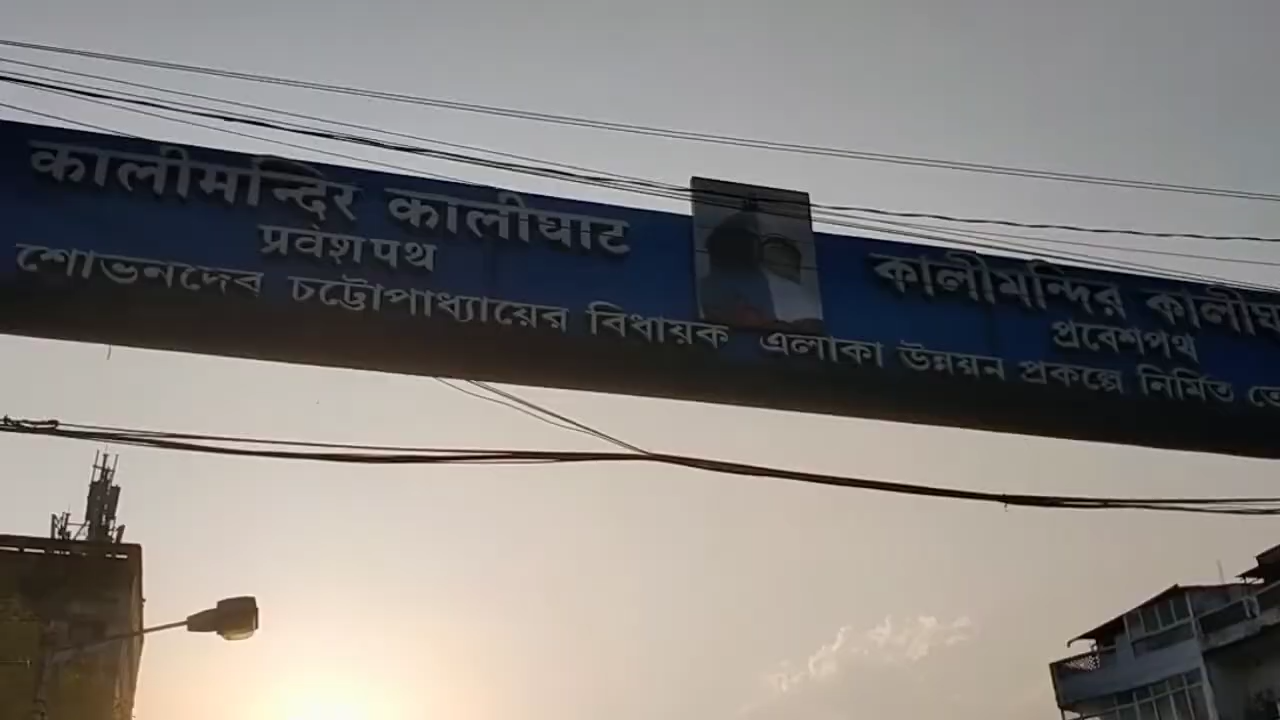 কালীমন্দির কালীঘাট
প্রবেশপথ
কালীমন্দির
প্রবেশপথ
শোভনদেব চট্টোপাধ্যায়ের বিধায়ক এলাকা উন্নয়ন প্রকল্পে নির্মিত